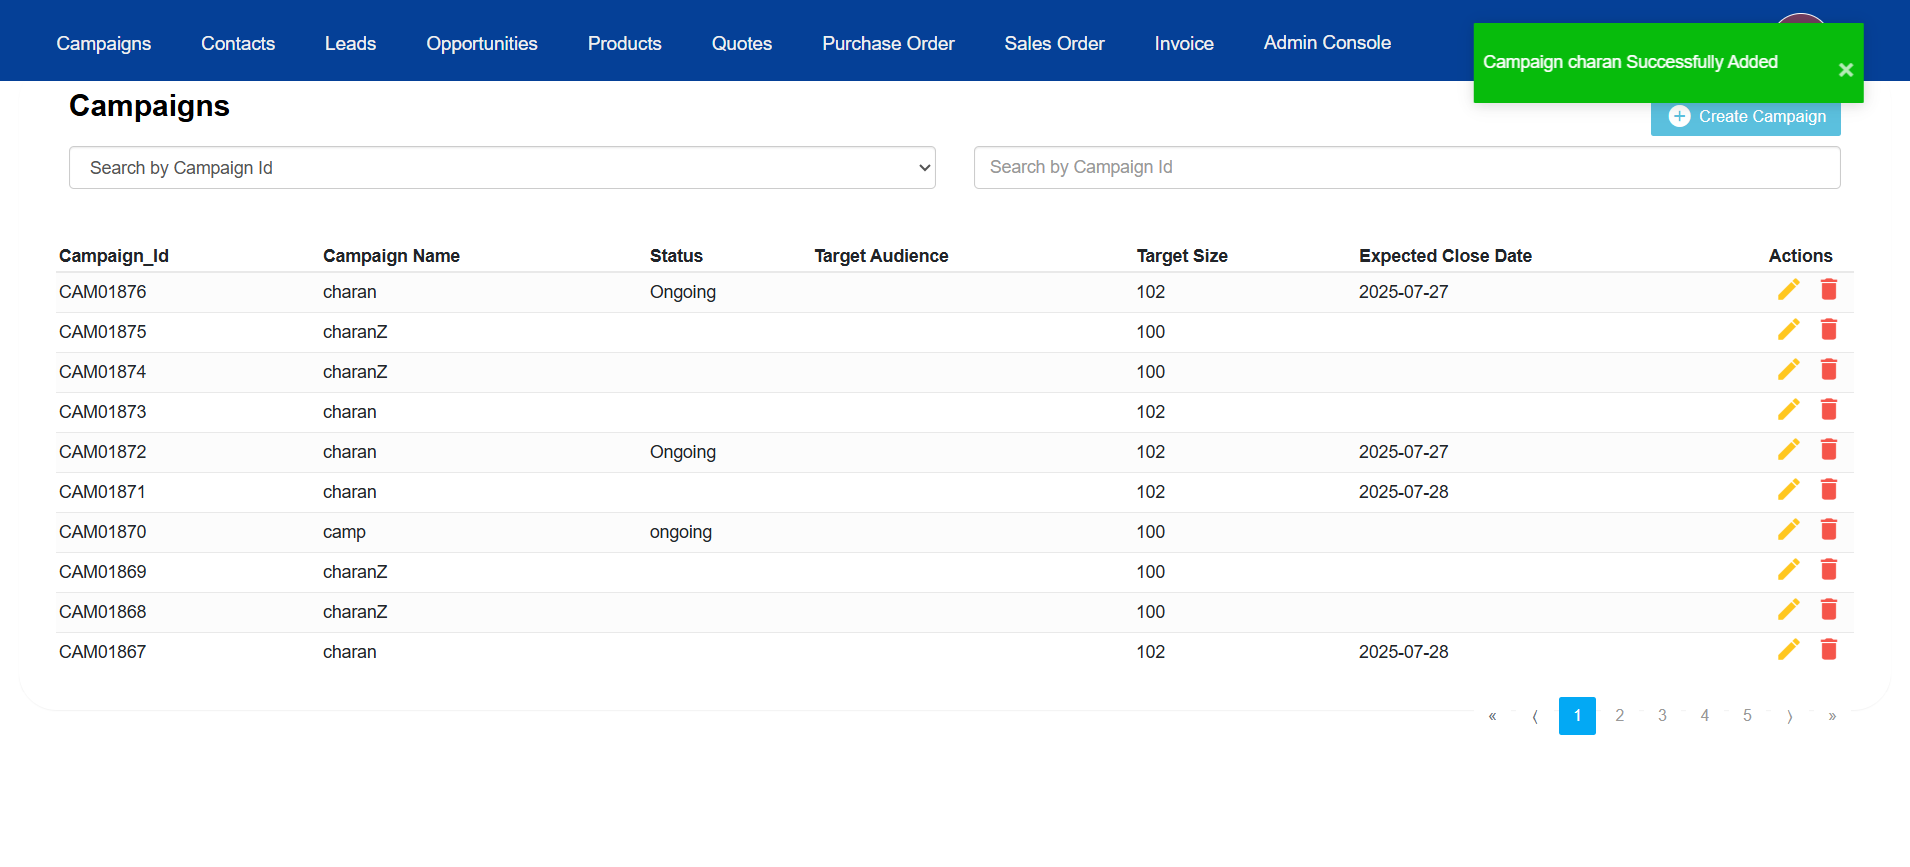 Campaigns Contacts Leads Opportunities Products Quotes Purchase Order Sales Order Invoice Admin Console
Campaign charan Successfully Added ×
Campaigns
Create Campaign
Search by Campaign Id Search by Campaign Id
Campaign_Id Campaign Name Status Target Audience Target Size Expected Close Date Actions
CAM01876 charan Ongoing 102 2025-07-27
CAM01875 charanZ 100
CAM01874 charanZ 100
CAM01873 charan 102
CAM01872 charan Ongoing 102 2025-07-27
CAM01871 charan 102 2025-07-28
CAM01870 camp ongoing 100
CAM01869 charanZ 100
CAM01868 charanZ 100
CAM01867 charan 102 2025-07-28
« ⟨ 1 2 3 4 5 ⟩ »